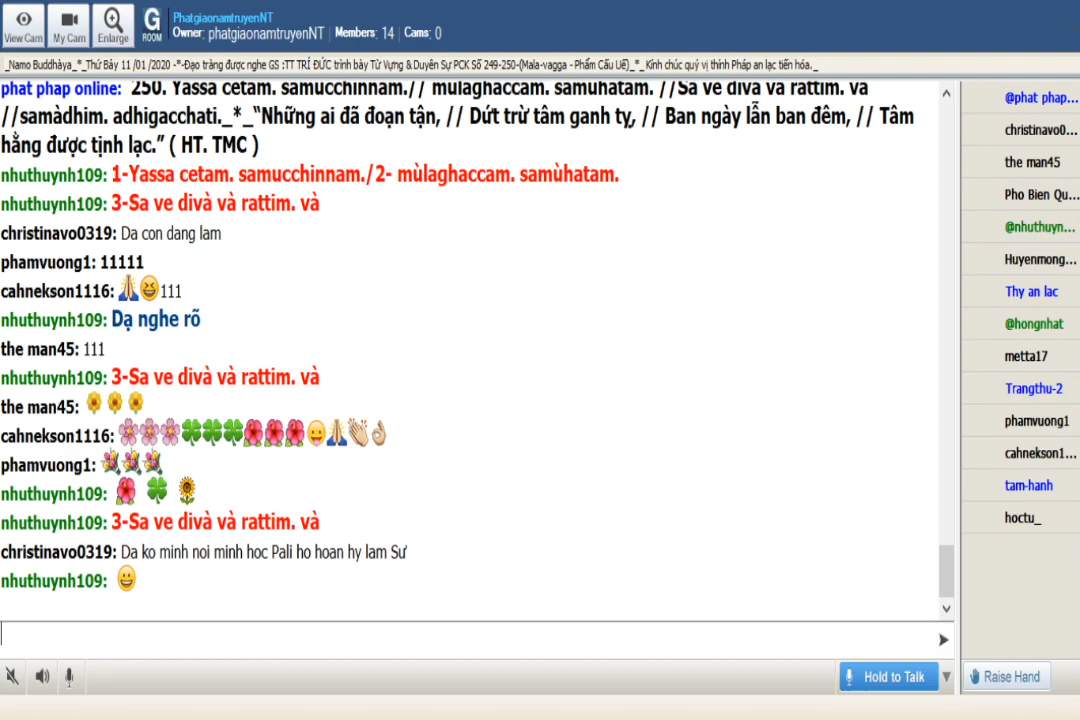 PhatgiaonamtruyenNT
Owner: phatgiaonamtruyenNT | Members: 14 | Cams: 0
View Cam
My Cam
Enlarge
G ROOM
_Namo Buddhàya_*_Thứ Bảy 11 /01 /2020 -*-Đạo tràng được nghe GS :TT TRÍ ĐỨC trình bày Từ Vựng & Duyên Sự PCK Số 249-250-(Mala-vagga - Phẩm Cấu Uế)_*_ Kính chúc quý vị thính Pháp an lạc tiến hóa._
phat phap online: 250. Yassa cetam. samucchinnam.// mùlaghaccam. samùhatam. //Sa ve divà và rattim. và
//samàdhim. adhigacchati._*_“Những ai đã đoạn tận, // Dứt trừ tâm ganh tỵ, // Ban ngày lẫn ban đêm, // Tâm
hằng được tịnh lạc.” ( HT. TMC )
nhuthuynh109: 1-Yassa cetam. samucchinnam./2- mùlaghaccam. samùhatam.
nhuthuynh109: 3-Sa ve divà và rattim. và
christinavo0319: Da con dang lam
phamvuong1: 11111
cahnekson1116: 🙏😆111
nhuthuynh109: Dạ nghe rõ
the man45: 111
nhuthuynh109: 3-Sa ve divà và rattim. và
the man45:
cahnekson1116:
phamvuong1:
nhuthuynh109:
nhuthuynh109: 3-Sa ve divà và rattim. và
christinavo0319: Da ko minh noi minh hoc Pali ho hoan hy lam Sư
nhuthuynh109:
@phat phap...
christinavo0...
the man45
Pho Bien Qu...
@nhuthuyn...
Huyenmong...
Thy an lac
@hongnhat
metta17
Trangthu-2
phamvuong1
cahnekson1...
tam-hanh
hoctu_
Hold to Talk
Raise Hand